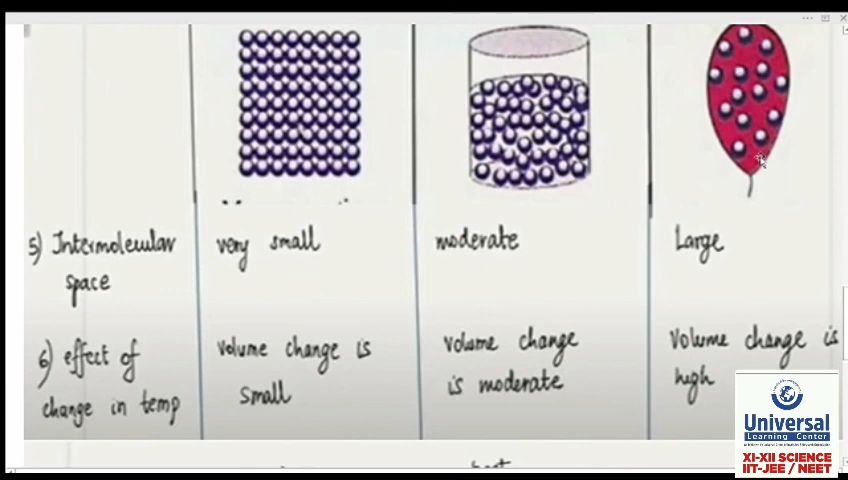 5) Intermolecular
space
very small
moderate
Large
6) effect of
change in temp
volume change is
small
volume change
is moderate
volume change is
high
Universal
Learning Center
XI-XII SCIENCE
IIT-JEE / NEET